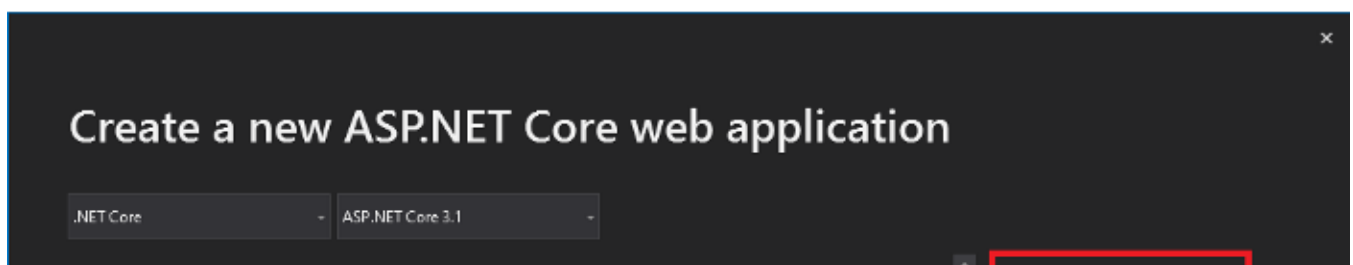 Create a new ASP.NET Core web application
.NET Core
ASP.NET Core 3.1